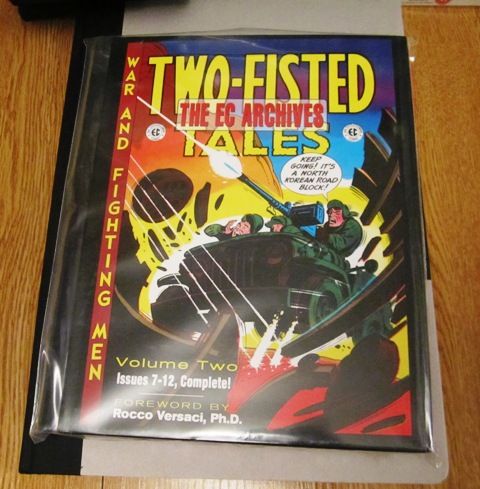 WAR AND FIGHTING MEN
TWO-FISTED
THE EC ARCHIVES
TALES
EC
EC
KEEP
GOING! IT'S
A NORTH
KOREAN ROAD
BLOCK!
Volume Two
Issues 7-12, Complete!
FOREWORD BY
Rocco Versaci, Ph.D.